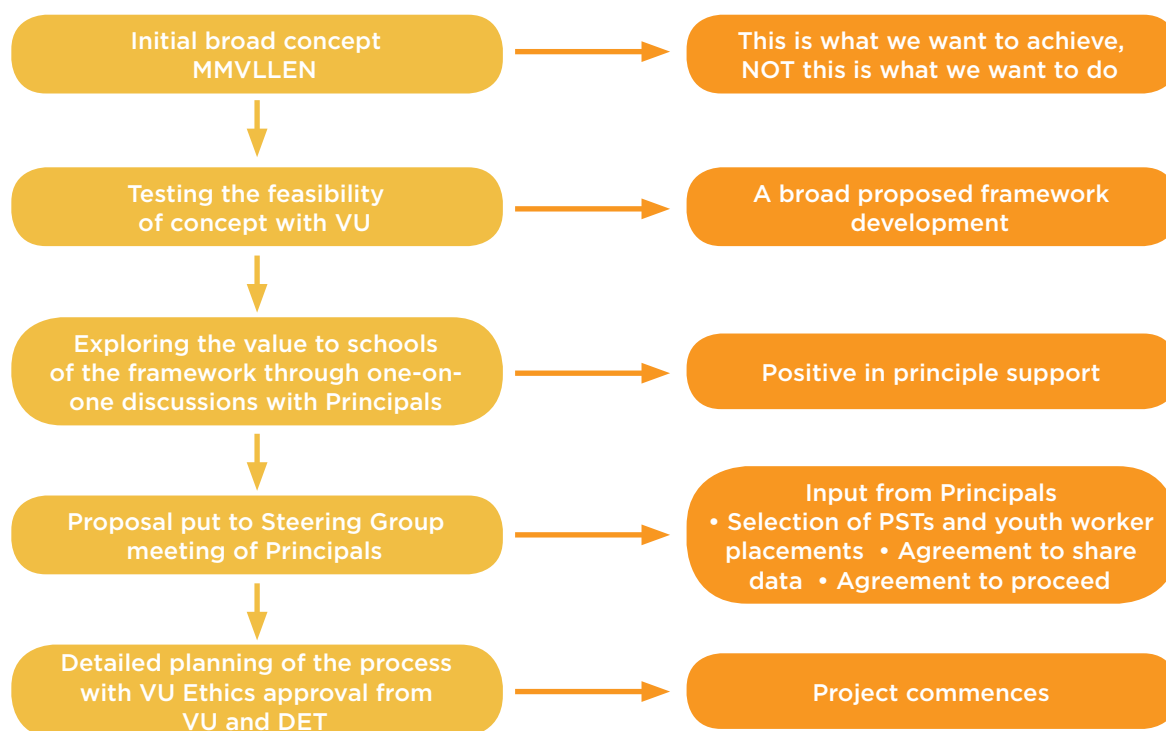 Initial broad concept
MMVLLEN
This is what we want to achieve,
NOT this is what we want to do
Testing the feasibility
of concept with VU
A broad proposed framework
development
Exploring the value to schools
of the framework through one-on-
one discussions with Principals
Positive in principle support
Proposal put to Steering Group
meeting of Principals
Input from Principals
• Selection of PSTs and youth worker
placements • Agreement to share
data • Agreement to proceed
Detailed planning of the process
with VU Ethics approval from
VU and DET
Project commences